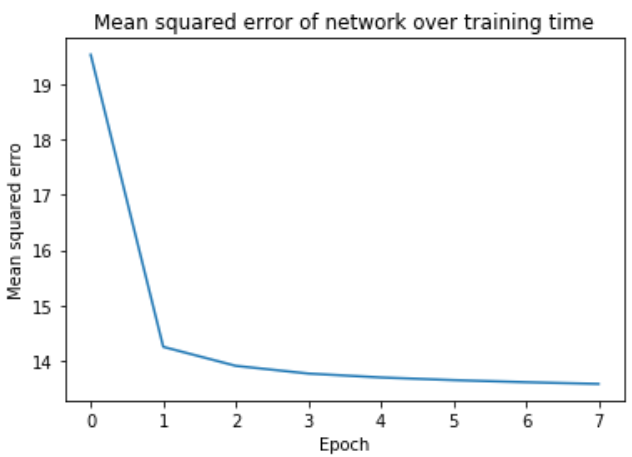 Mean squared error of network over training time
19
18
17
16
15
14
Mean squared erro
0 1 2 3 4 5 6 7
Epoch